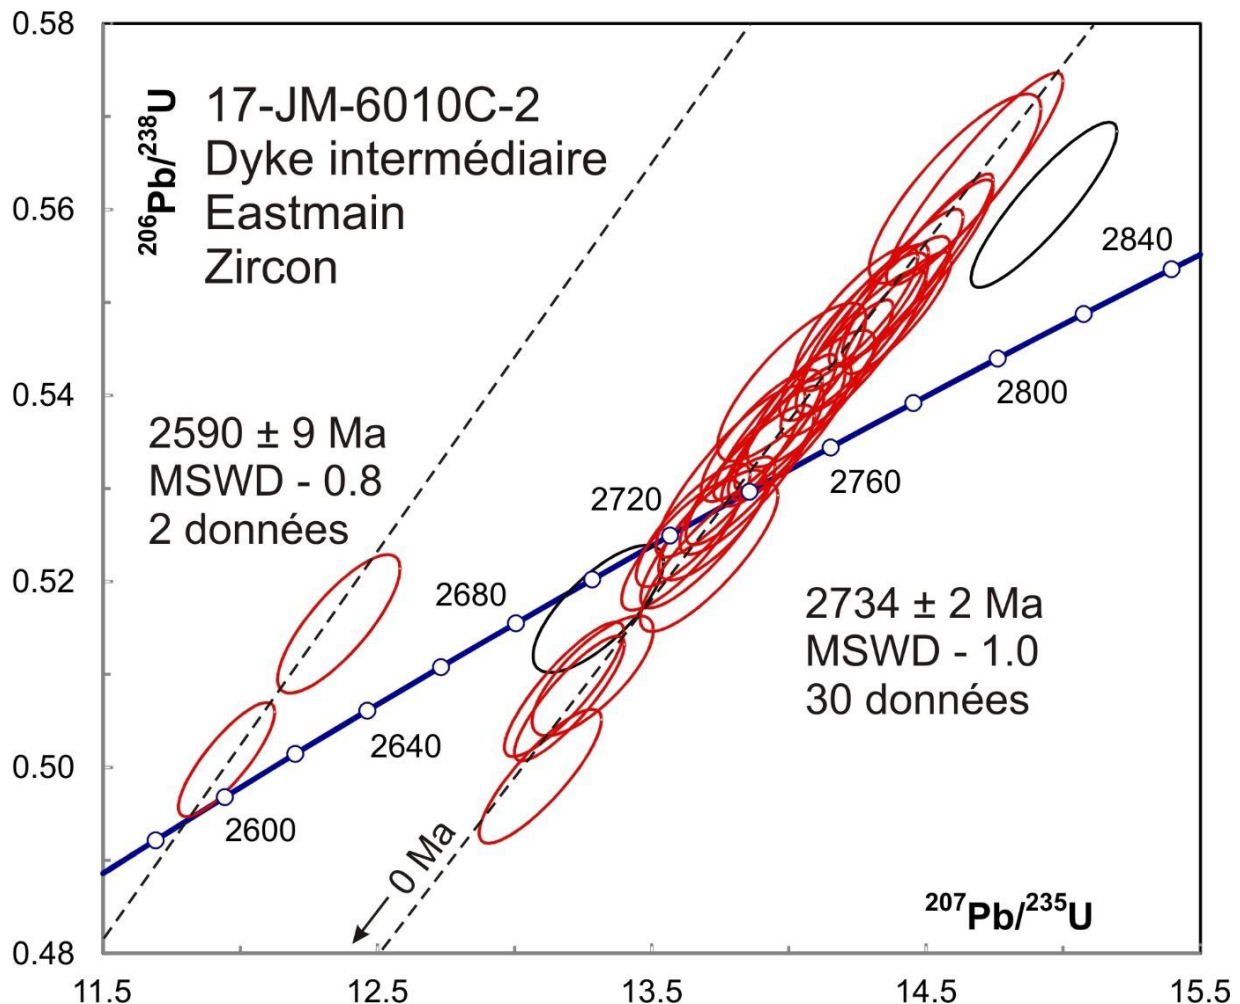 0.58
0.56
0.54
0.52
0.50
0.48
206Pb/238U
17-JM-6010C-2
Dyke intermédiaire
Eastmain
Zircon
2590 ± 9 Ma
MSWD - 0.8
2 données
2840
2800
2760
2720
2680
2640
2600
2734 ± 2 Ma
MSWD - 1.0
30 données
0 Ma
207Pb/235U
11.5
12.5
13.5
14.5
15.5